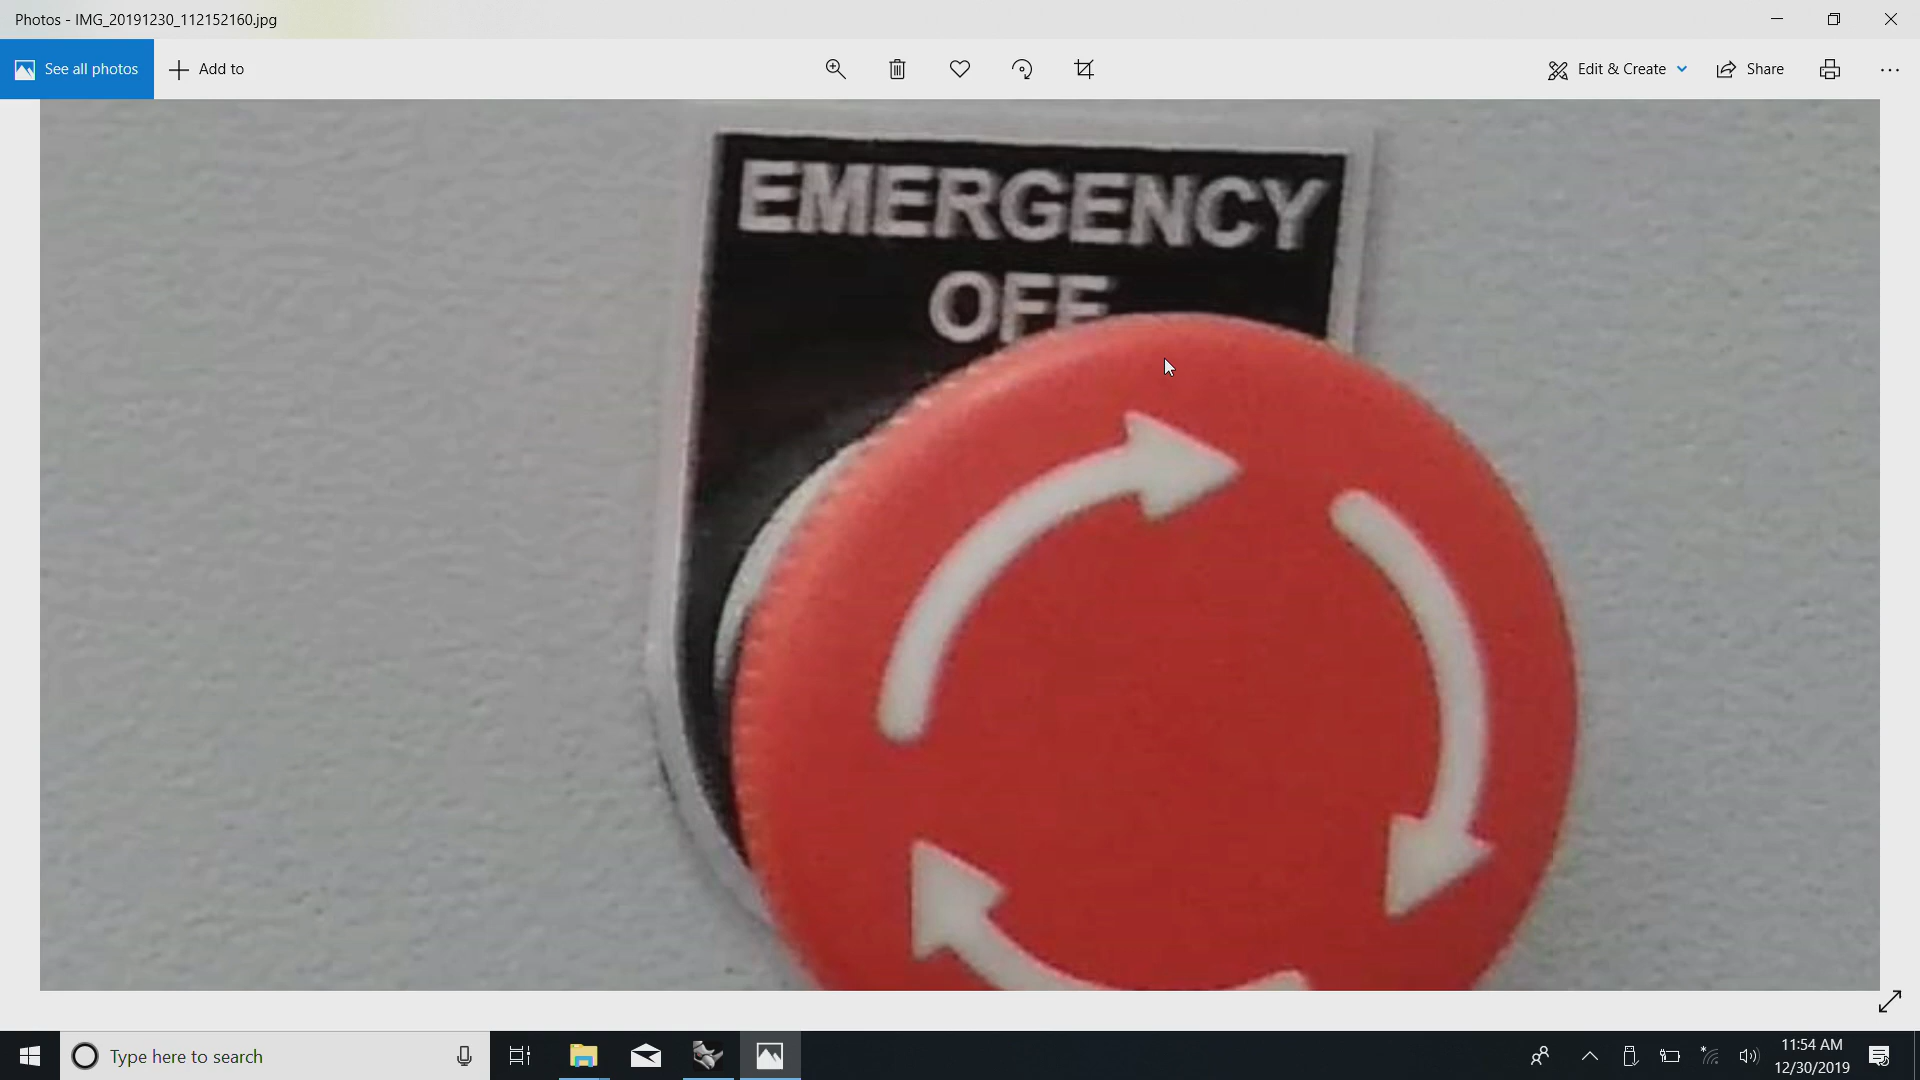 Photos - IMG_20191230_112152160.jpg
See all photos
Add to
Edit & Create
Share
EMERGENCY
OFF
Type here to search
11:54 AM
12/30/2019